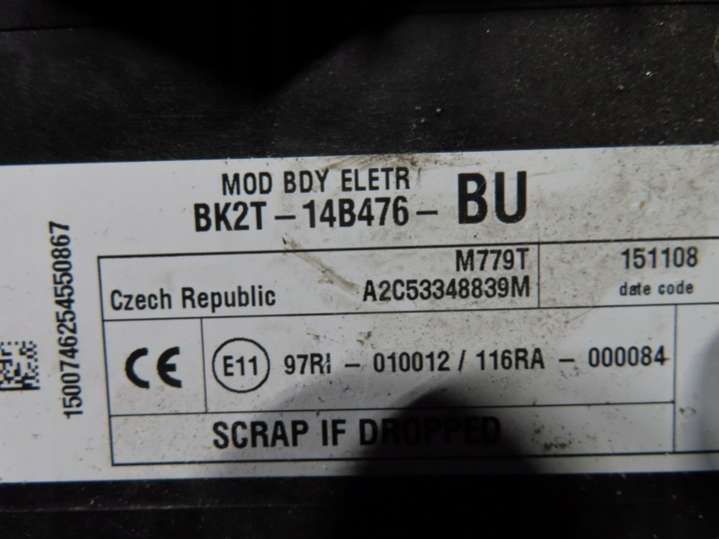 MOD BDY ELETR
BK2T-14B476- BU
M779T 151108
Czech Republic A2C53348839M date code
CE E11 97RI - 010012 / 116RA - 000084
SCRAP IF DROPPED
1500746254550867